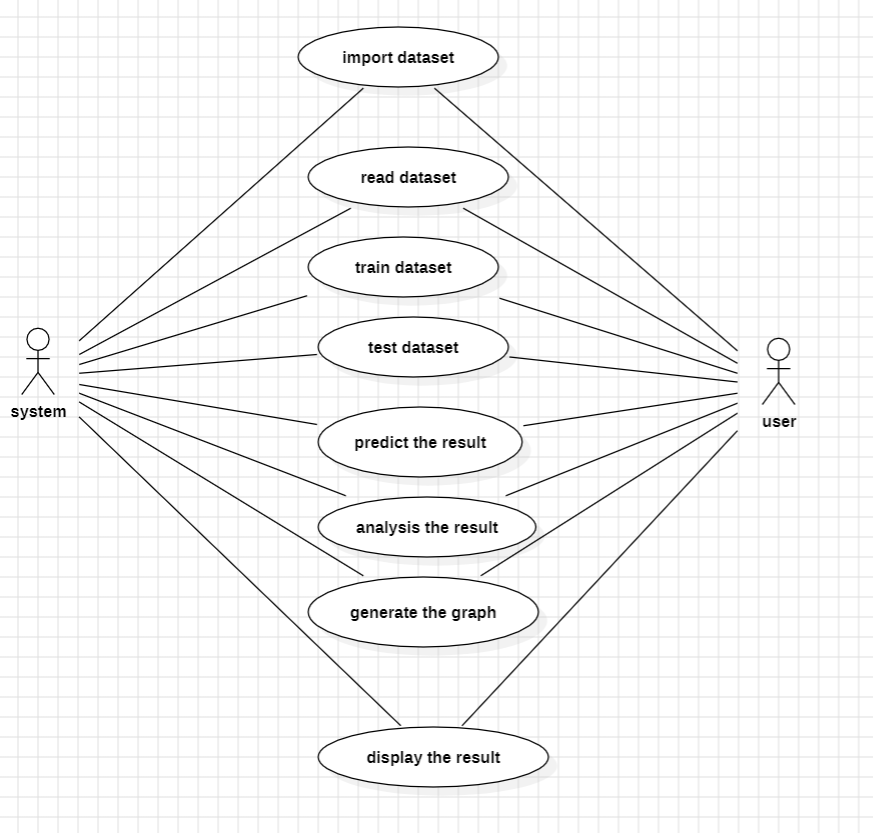 import dataset
read dataset
train dataset
test dataset
system
user
predict the result
analysis the result
generate the graph
display the result